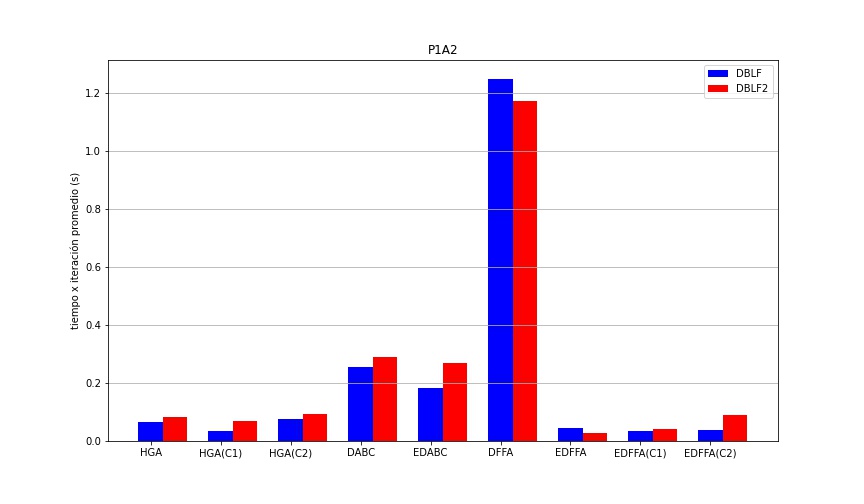 P1A2
DBLF
DBLF2
tiempo x iteración promedio (s)
1.2
1.0
0.8
0.6
0.4
0.2
0.0
HGA
HGA(C1)
HGA(C2)
DABC
EDABC
DFFA
EDFFA
EDFFA(C1)
EDFFA(C2)